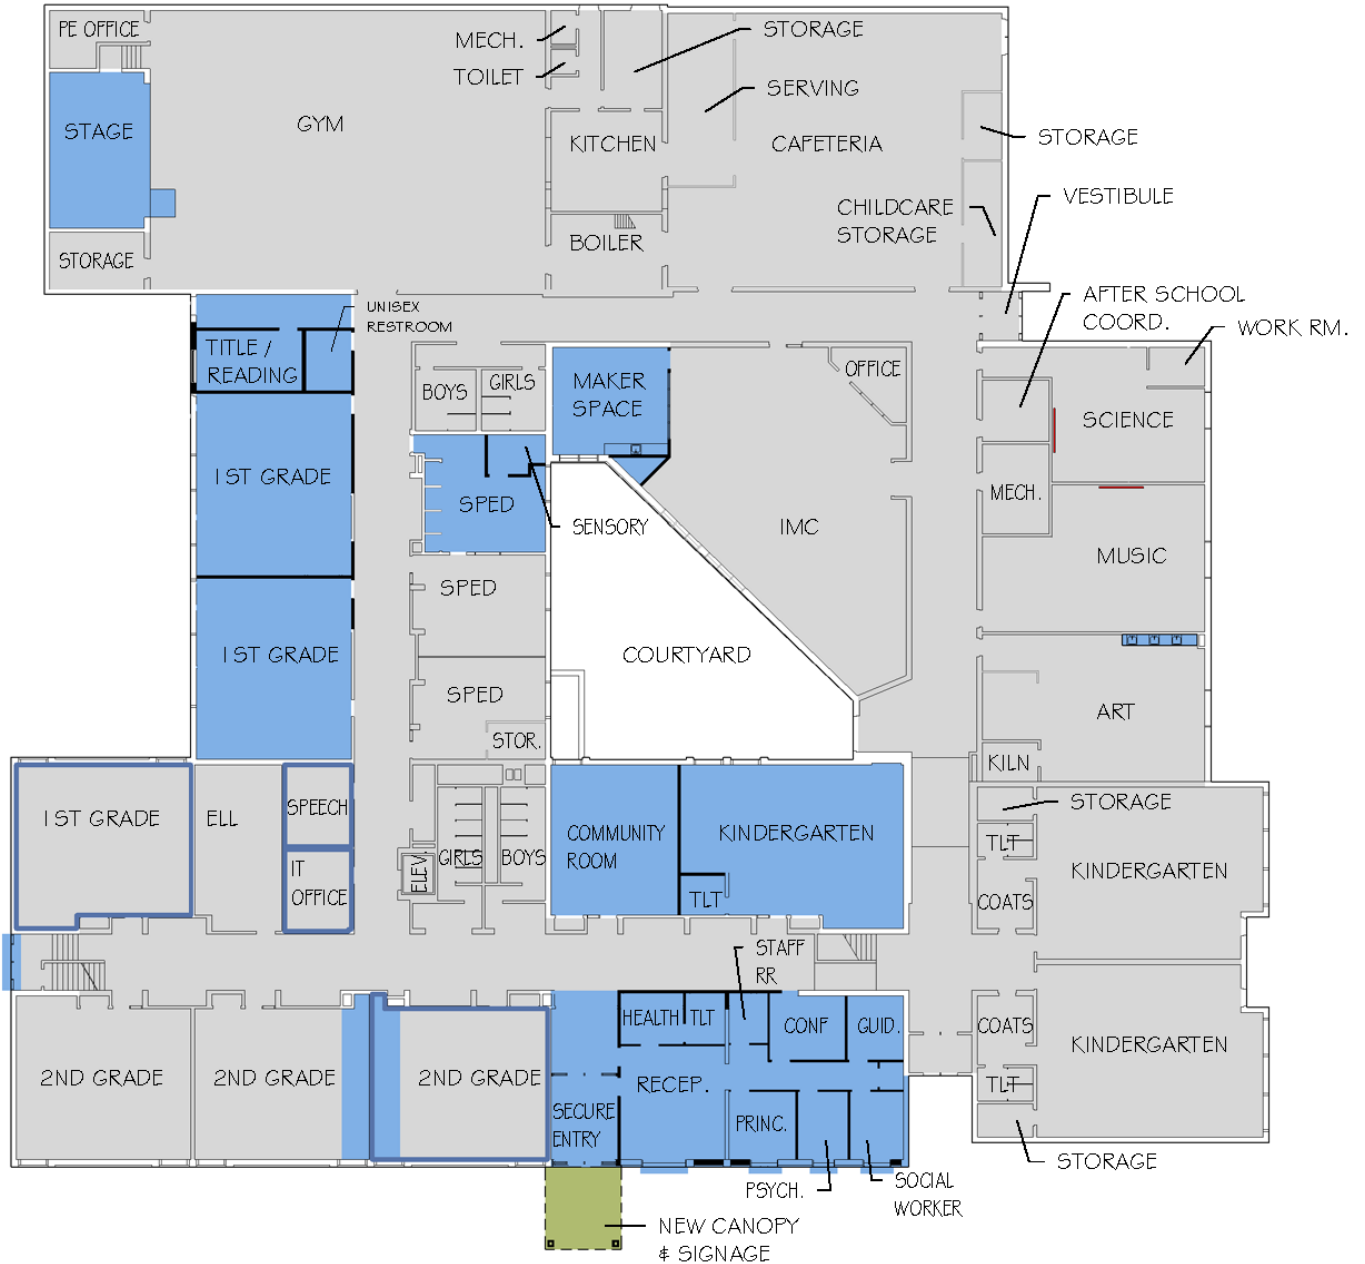 PE OFFICE
MECH.
TOILET
STORAGE
STAGE
GYM
SERVING
KITCHEN
CAFETERIA
STORAGE
CHILDCARE
STORAGE
VESTIBULE
BOILER
STORAGE
UNISEX
RESTROOM
AFTER SCHOOL
COORD.
WORK RM.
TITLE /
READING
BOYS
GIRLS
MAKER
SPACE
OFFICE
SCIENCE
1ST GRADE
SPED
SENSORY
IMC
MECH.
MUSIC
SPED
1ST GRADE
COURTYARD
SPED
STOR.
ART
KILN
1ST GRADE
ELL
SPEECH
IT
OFFICE
ELEV.
GIRLS
BOYS
COMMUNITY
ROOM
KINDERGARTEN
TLT
STORAGE
TLT
KINDERGARTEN
COATS
STAFF
RR
HEALTH
TLT
CONF
GUID.
COATS
KINDERGARTEN
2ND GRADE
2ND GRADE
2ND GRADE
RECEP.
TLT
SECURE
ENTRY
PRINC.
STORAGE
PSYCH.
SOCIAL
WORKER
NEW CANOPY
& SIGNAGE